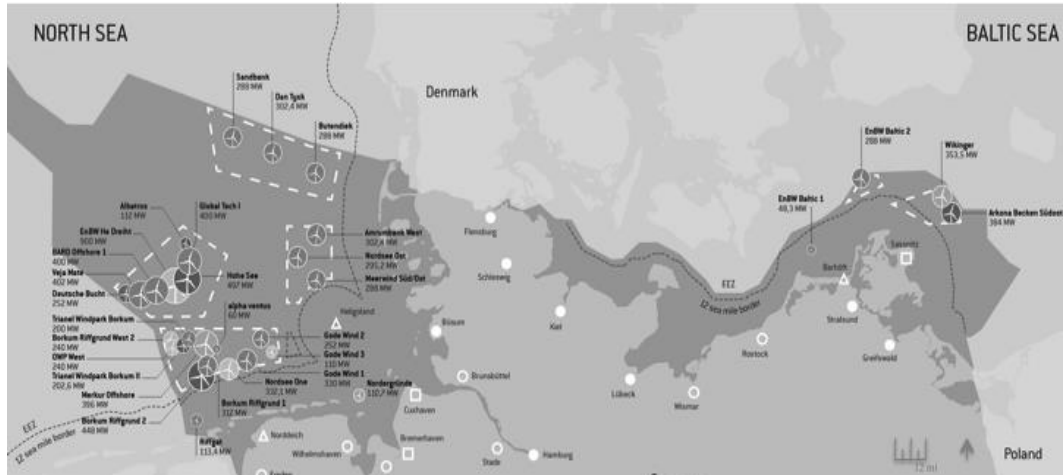 NORTH SEA
BALTIC SEA
Denmark
Sandbank
288 MW
Dan Tysk
302,4 MW
Butendiek
288 MW
Albatros
112 MW
Global Tech I
400 MW
EnBW He Dreiht
900 MW
BARD Offshore 1
400 MW
Veja Mate
402 MW
Deutsche Bucht
252 MW
Hohe See
497 MW
Amrumbank West
302,4 MW
Nordsee Ost
295,2 MW
Meerwind Süd/Ost
288 MW
alpha ventus
60 MW
Trianel Windpark Borkum
200 MW
Borkum Riffgrund West 2
240 MW
OWP West
240 MW
Trianel Windpark Borkum II
202,6 MW
Merkur Offshore
396 MW
Borkum Riffgrund 2
448 MW
Gode Wind 2
252 MW
Gode Wind 3
110 MW
Gode Wind 1
330 MW
Nordsee One
332,1 MW
Borkum Riffgrund 1
312 MW
Riffgat
113,4 MW
Nordergründe
110,7 MW
EEZ
12 sea mile border
Helgoland
Büsum
Brunsbüttel
Cuxhaven
Bremerhaven
Norddeich
Wilhelmshaven
Emden
Stade
Hamburg
Flensburg
Schleswig
Kiel
Lübeck
Wismar
Rostock
EEZ
12 sea mile border
EnBW Baltic 1
48,3 MW
EnBW Baltic 2
288 MW
Wikinger
353,5 MW
Arkona Becken Südost
384 MW
Barhöft
Sassnitz
Stralsund
Greifswald
12 mi
Poland